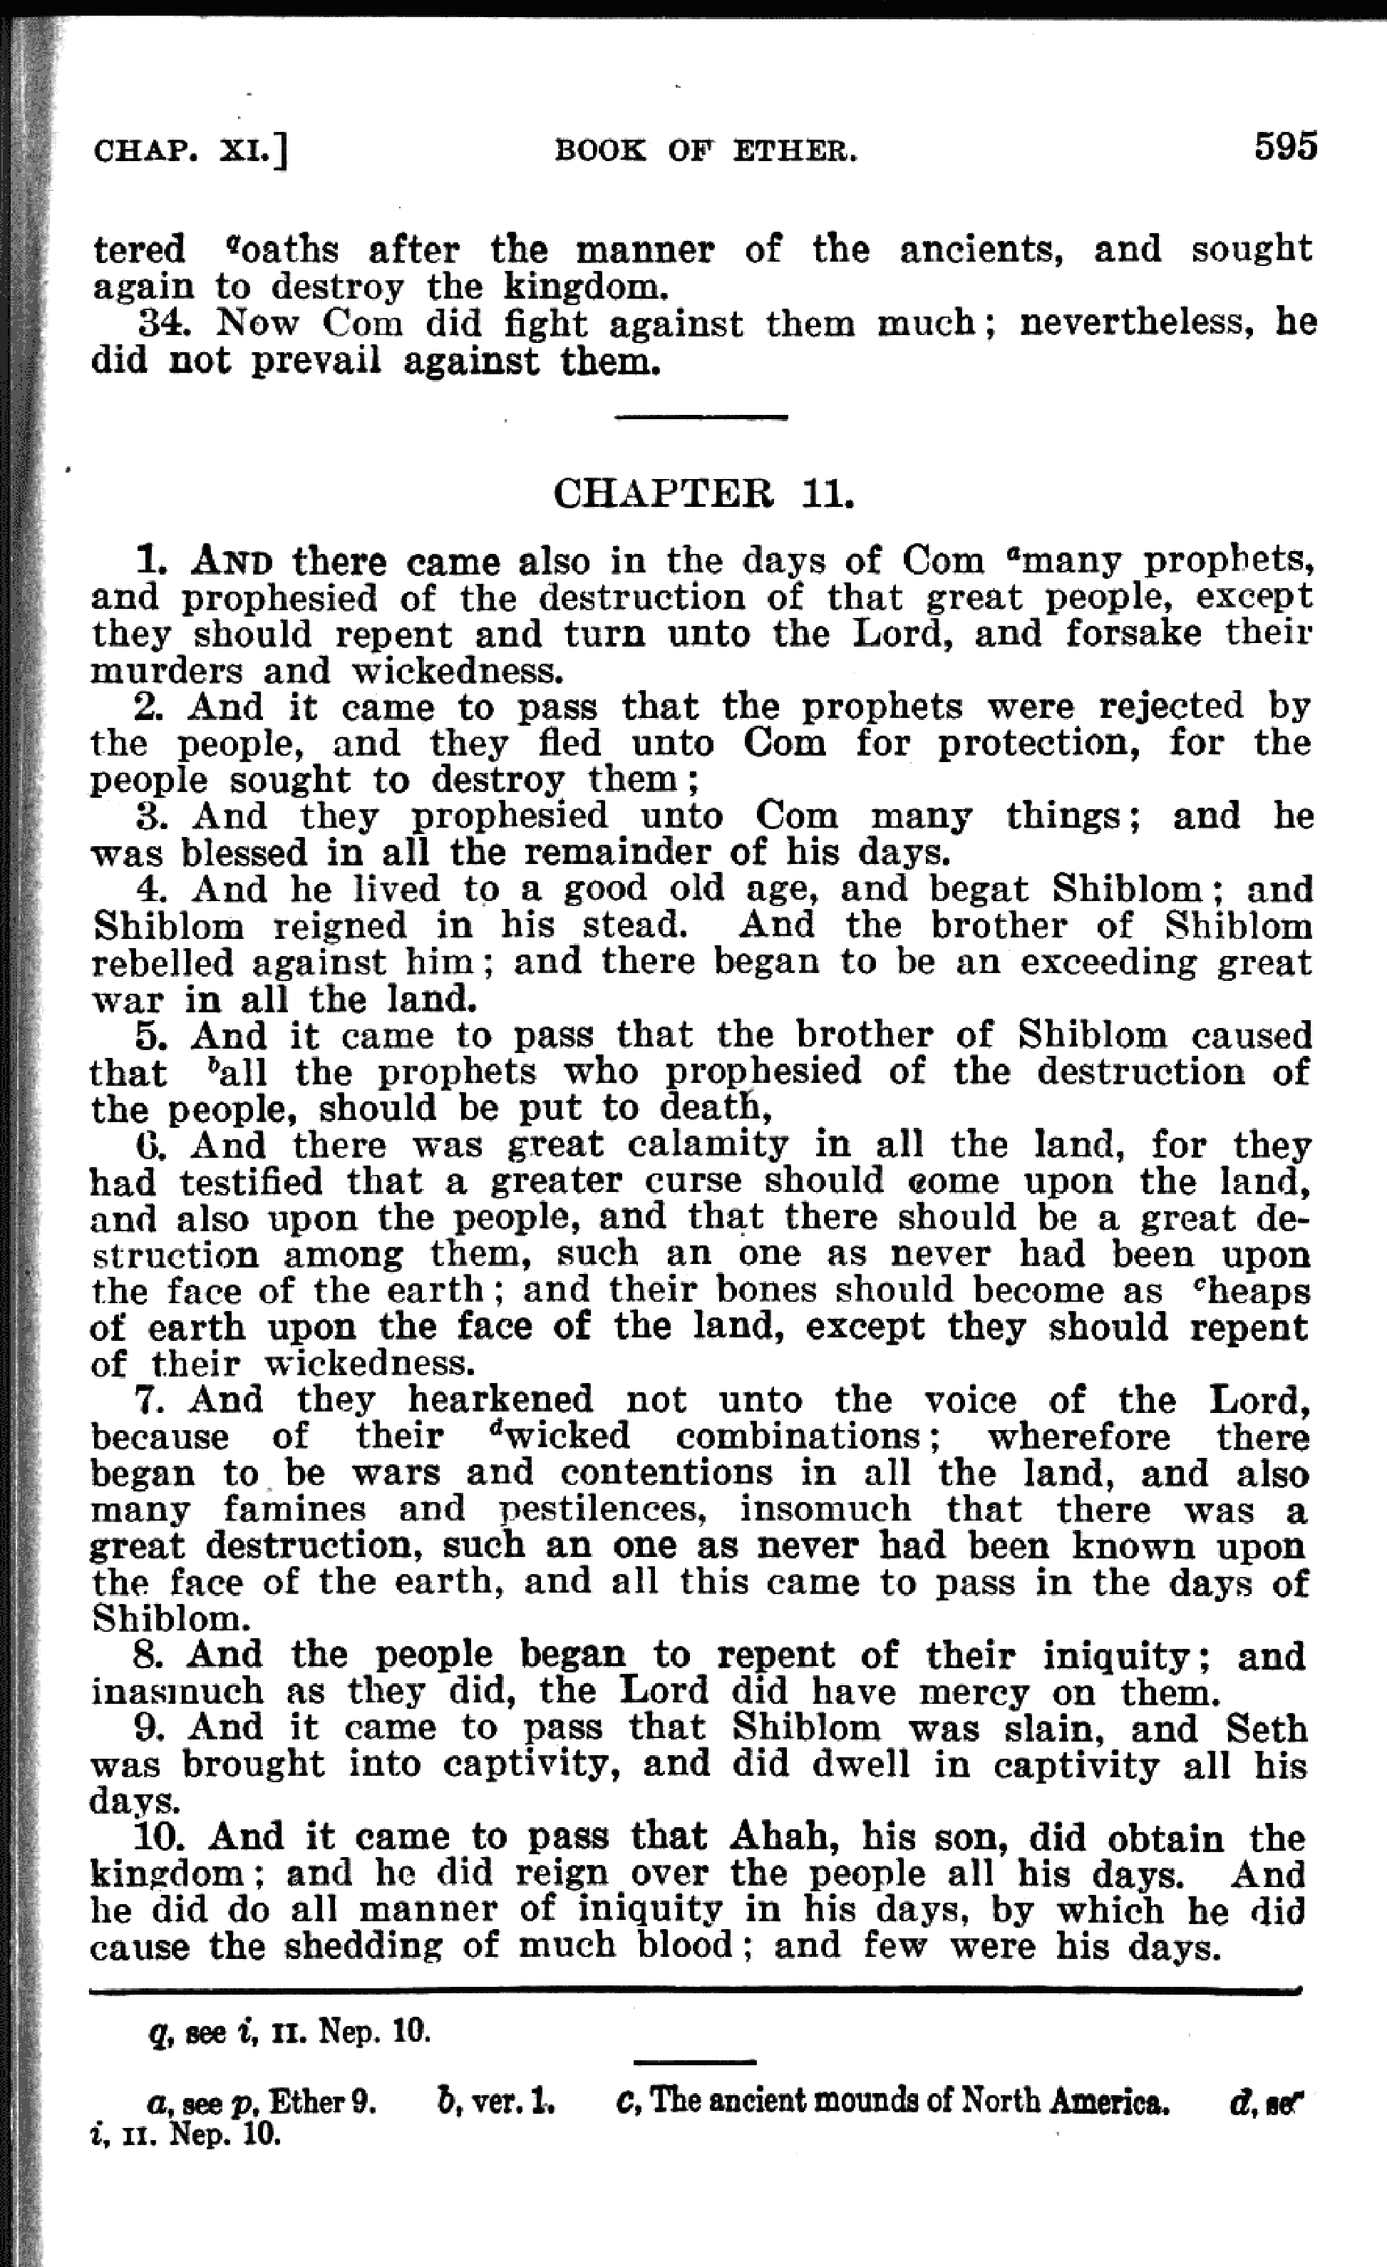 CHAP. XI.] BOOK OF ETHER. 595
tered qoaths after the manner of the ancients, and sought
again to destroy the kingdom.
34. Now Com did fight against them much; nevertheless, he
did not prevail against them.
CHAPTER 11.
1. AND there came also in the days of Com amany prophets,
and prophesied of the destruction of that great people, except
they should repent and turn unto the Lord, and forsake their
murders and wickedness.
2. And it came to pass that the prophets were rejected by
the people, and they fled unto Com for protection, for the
people sought to destroy them;
3. And they prophesied unto Com many things; and he
was blessed in all the remainder of his days.
4. And he lived to a good old age, and begat Shiblom; and
Shiblom reigned in his stead. And the brother of Shiblom
rebelled against him; and there began to be an exceeding great
war in all the land.
5. And it came to pass that the brother of Shiblom caused
that ball the prophets who prophesied of the destruction of
the people, should be put to death,
6. And there was great calamity in all the land, for they
had testified that a greater curse should come upon the land,
and also upon the people, and that there should be a great de-
struction among them, such an one as never had been upon
the face of the earth; and their bones should become as cheaps
of earth upon the face of the land, except they should repent
of their wickedness.
7. And they hearkened not unto the voice of the Lord,
because of their dwicked combinations; wherefore there
began to be wars and contentions in all the land, and also
many famines and pestilences, insomuch that there was a
great destruction, such an one as never had been known upon
the face of the earth, and all this came to pass in the days of
Shiblom.
8. And the people began to repent of their iniquity; and
inasmuch as they did, the Lord did have mercy on them.
9. And it came to pass that Shiblom was slain, and Seth
was brought into captivity, and did dwell in captivity all his
days.
10. And it came to pass that Ahah, his son, did obtain the
kingdom; and he did reign over the people all his days. And
he did do all manner of iniquity in his days, by which he did
cause the shedding of much blood; and few were his days.
q, see i, II. Nep. 10.
a, see p, Ether 9. b, ver. 1. c, The ancient mounds of North America. d, see
i, II. Nep. 10.